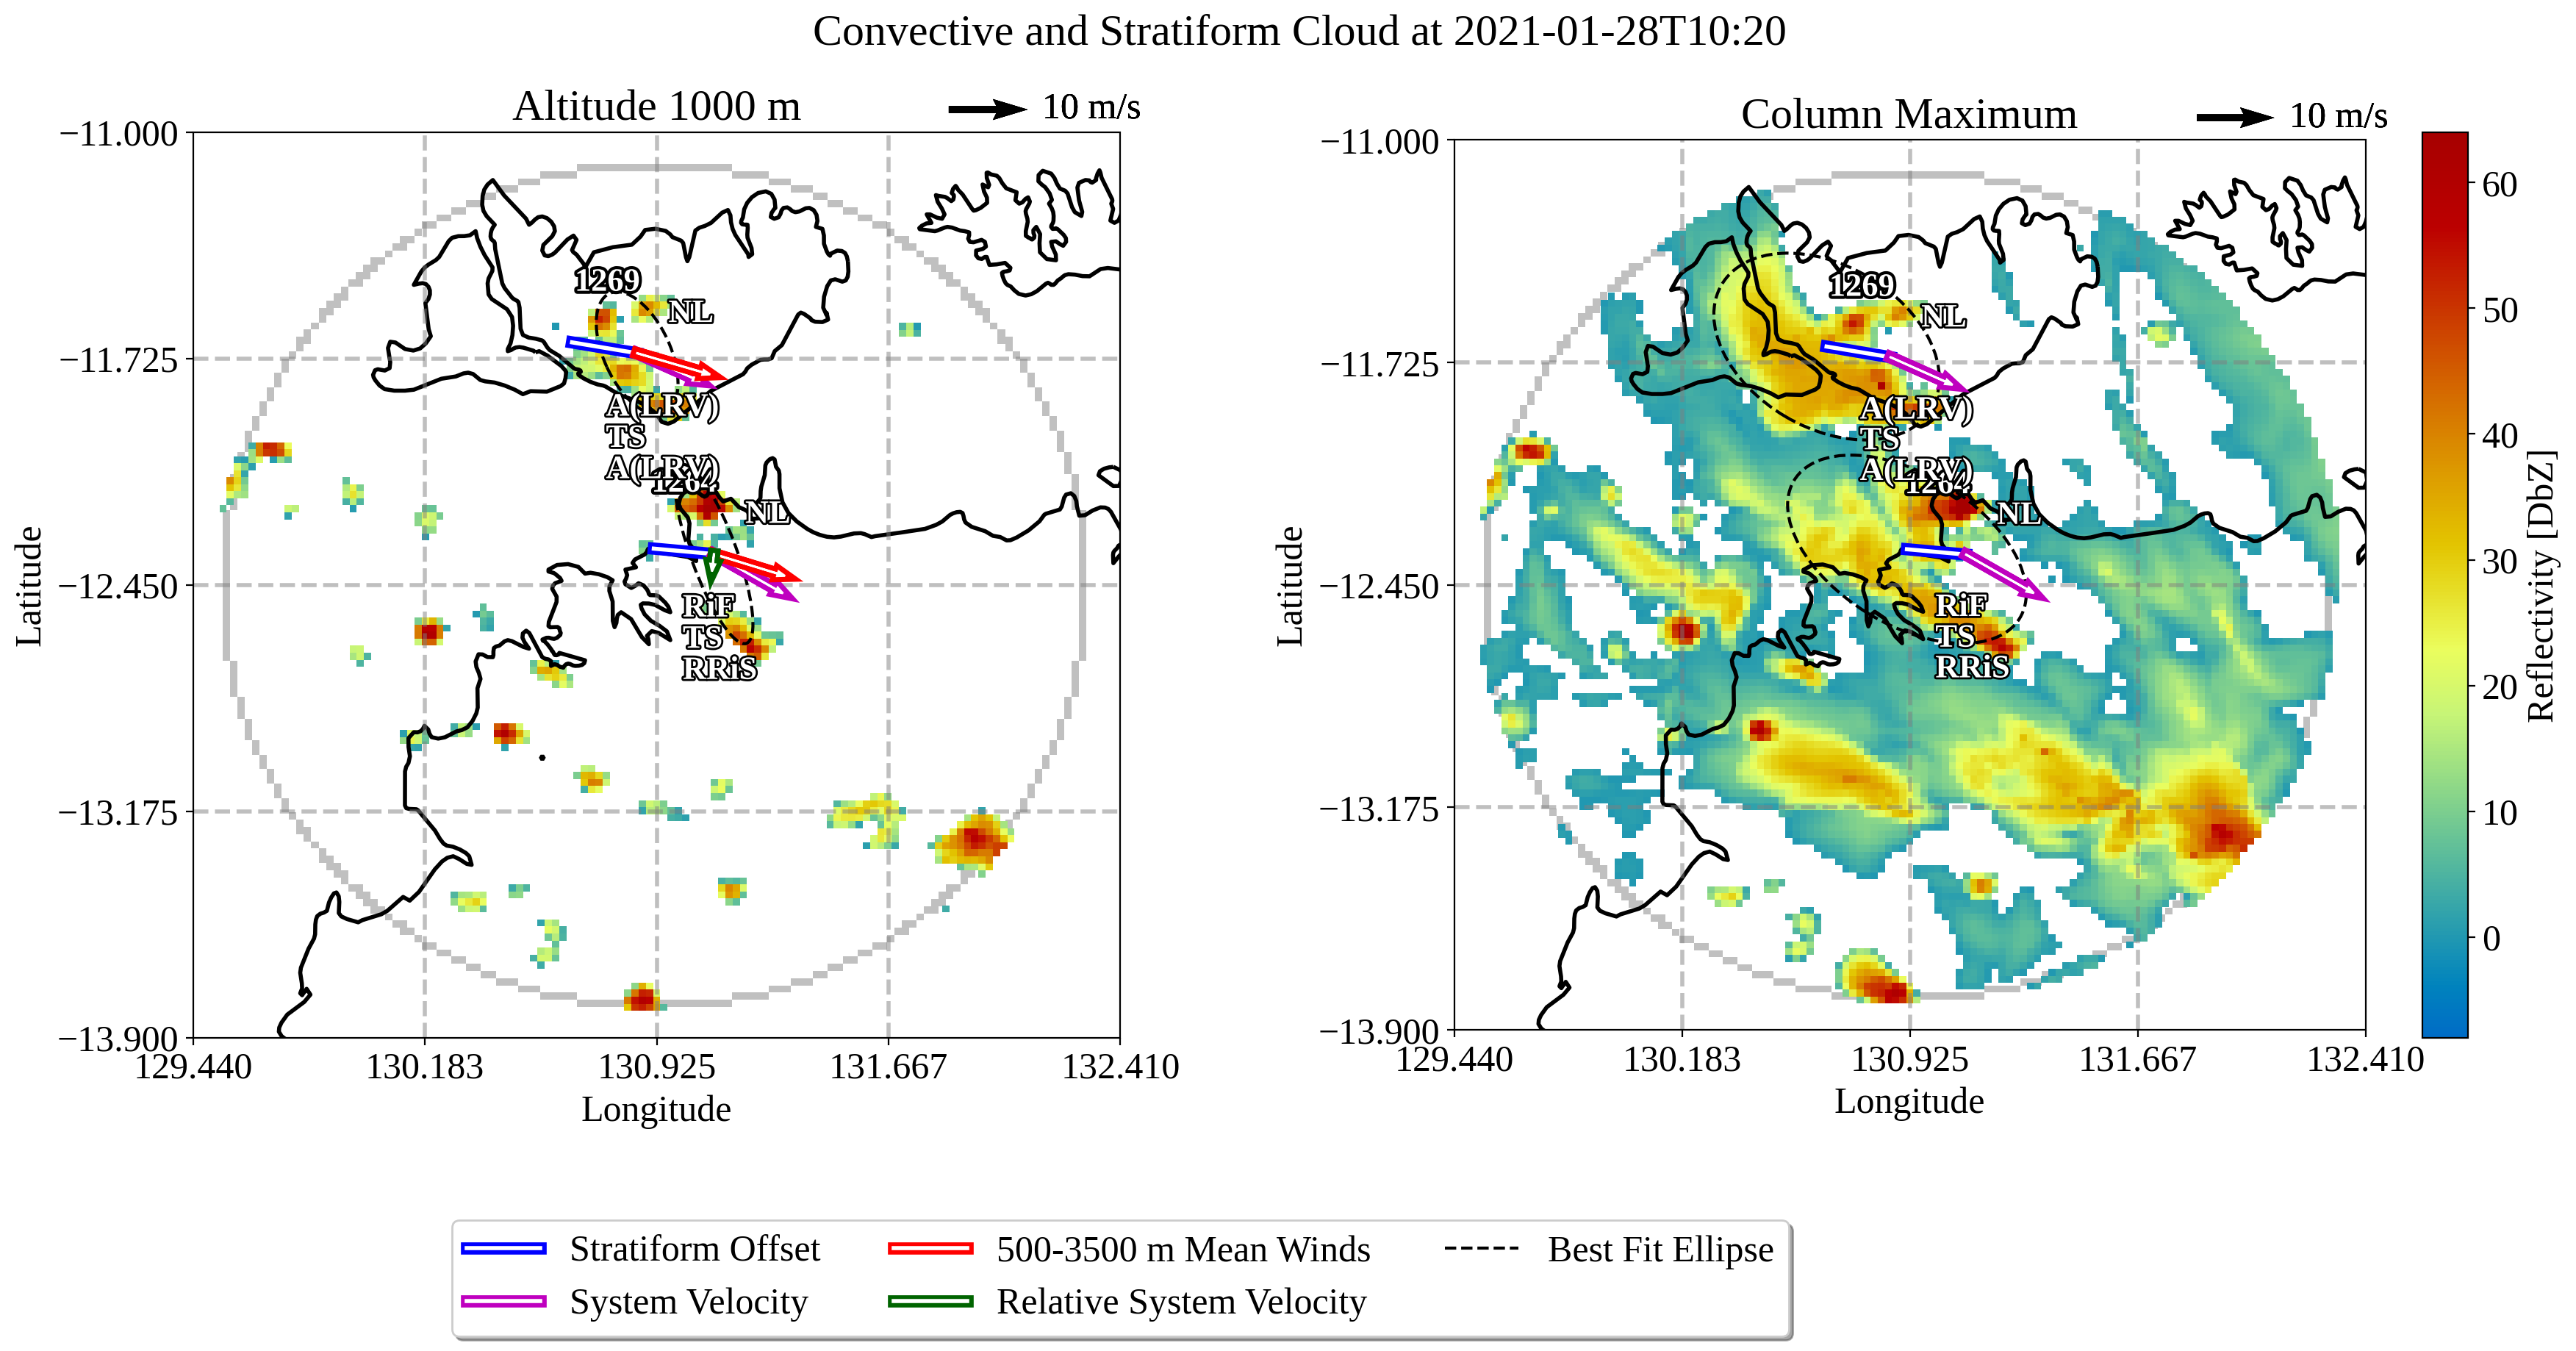 Convective and Stratiform Cloud at 2021-01-28T10:20
Altitude 1000 m
10 m/s
−11.000
−11.725
−12.450
−13.175
−13.900
Latitude
129.440
130.183
130.925
131.667
132.410
Longitude
1269
NL
A(LRV)
TS
A(LRV)
NL
RiF
TS
RRiS
Column Maximum
10 m/s
−11.000
−11.725
−12.450
−13.175
−13.900
Latitude
129.440
130.183
130.925
131.667
132.410
Longitude
1269
NL
A(LRV)
TS
A(LRV)
NL
RiF
TS
RRiS
60
50
40
30
20
10
0
Reflectivity [DbZ]
Stratiform Offset
500-3500 m Mean Winds
Best Fit Ellipse
System Velocity
Relative System Velocity